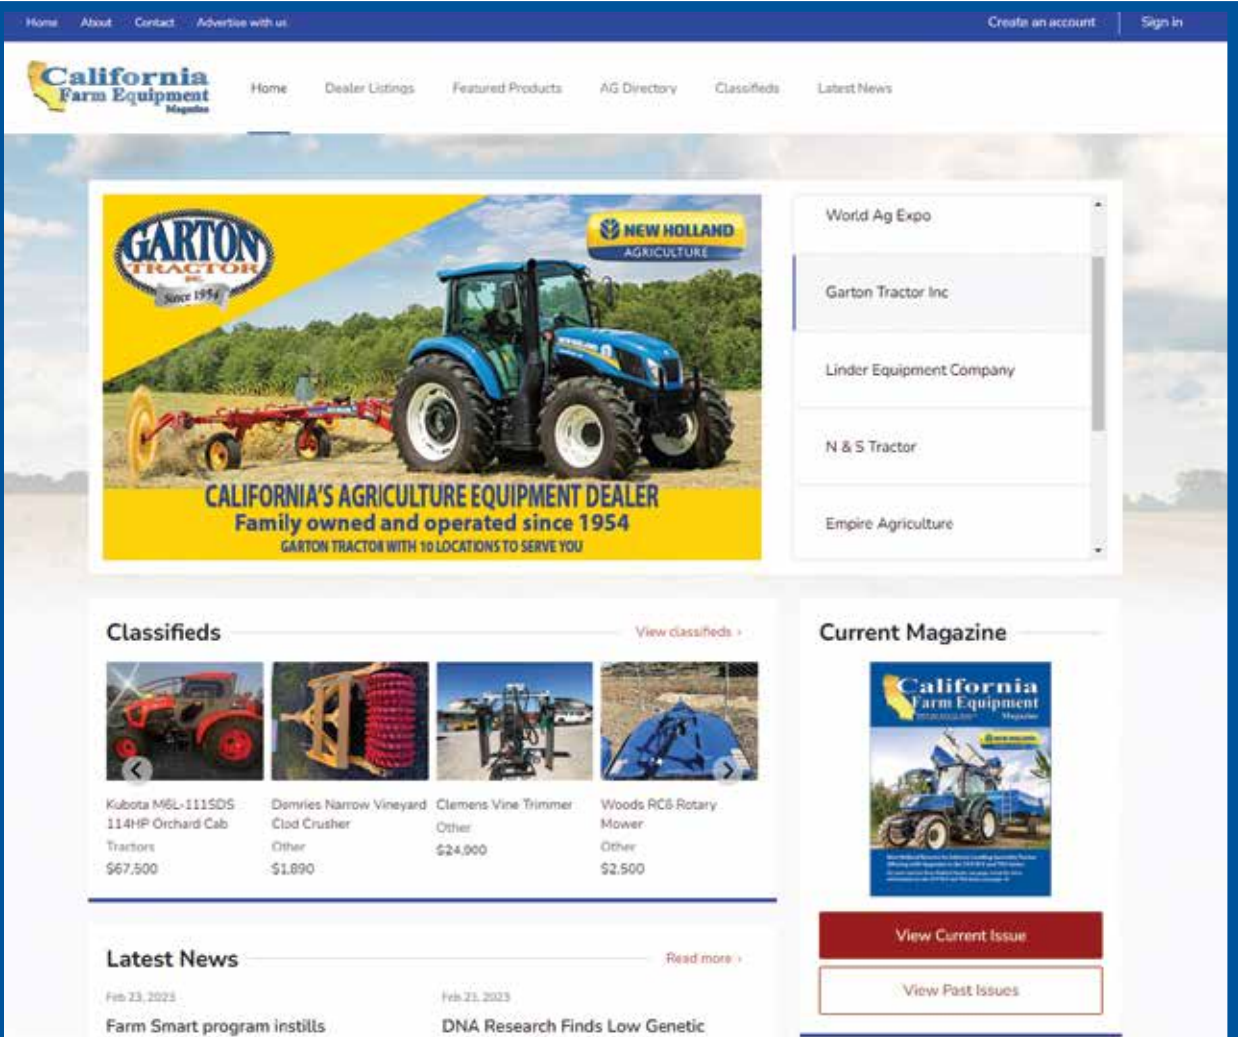 Home About Contact Advertise with us Create an account Sign in
California
Farm Equipment
Magazine
Home Dealer Listings Featured Products AG Directory Classifieds Latest News
GARTON
TRACTOR
INC.
Since 1954
NEW HOLLAND
AGRICULTURE
CALIFORNIA'S AGRICULTURE EQUIPMENT DEALER
Family owned and operated since 1954
GARTON TRACTOR WITH 10 LOCATIONS TO SERVE YOU
World Ag Expo
Garton Tractor Inc
Linder Equipment Company
N & S Tractor
Empire Agriculture
Classifieds View classifieds ›
Kubota M6L-111SDS
114HP Orchard Cab
Tractors
$67,500
Domries Narrow Vineyard
Clod Crusher
Other
$1,890
Clemens Vine Trimmer
Other
$24,900
Woods RC6 Rotary
Mower
Other
$2,500
Current Magazine
California
Farm Equipment
Magazine
NEW HOLLAND
View Current Issue
View Past Issues
Latest News Read more ›
Feb 23, 2023
Farm Smart program instills
Feb 23, 2023
DNA Research Finds Low Genetic